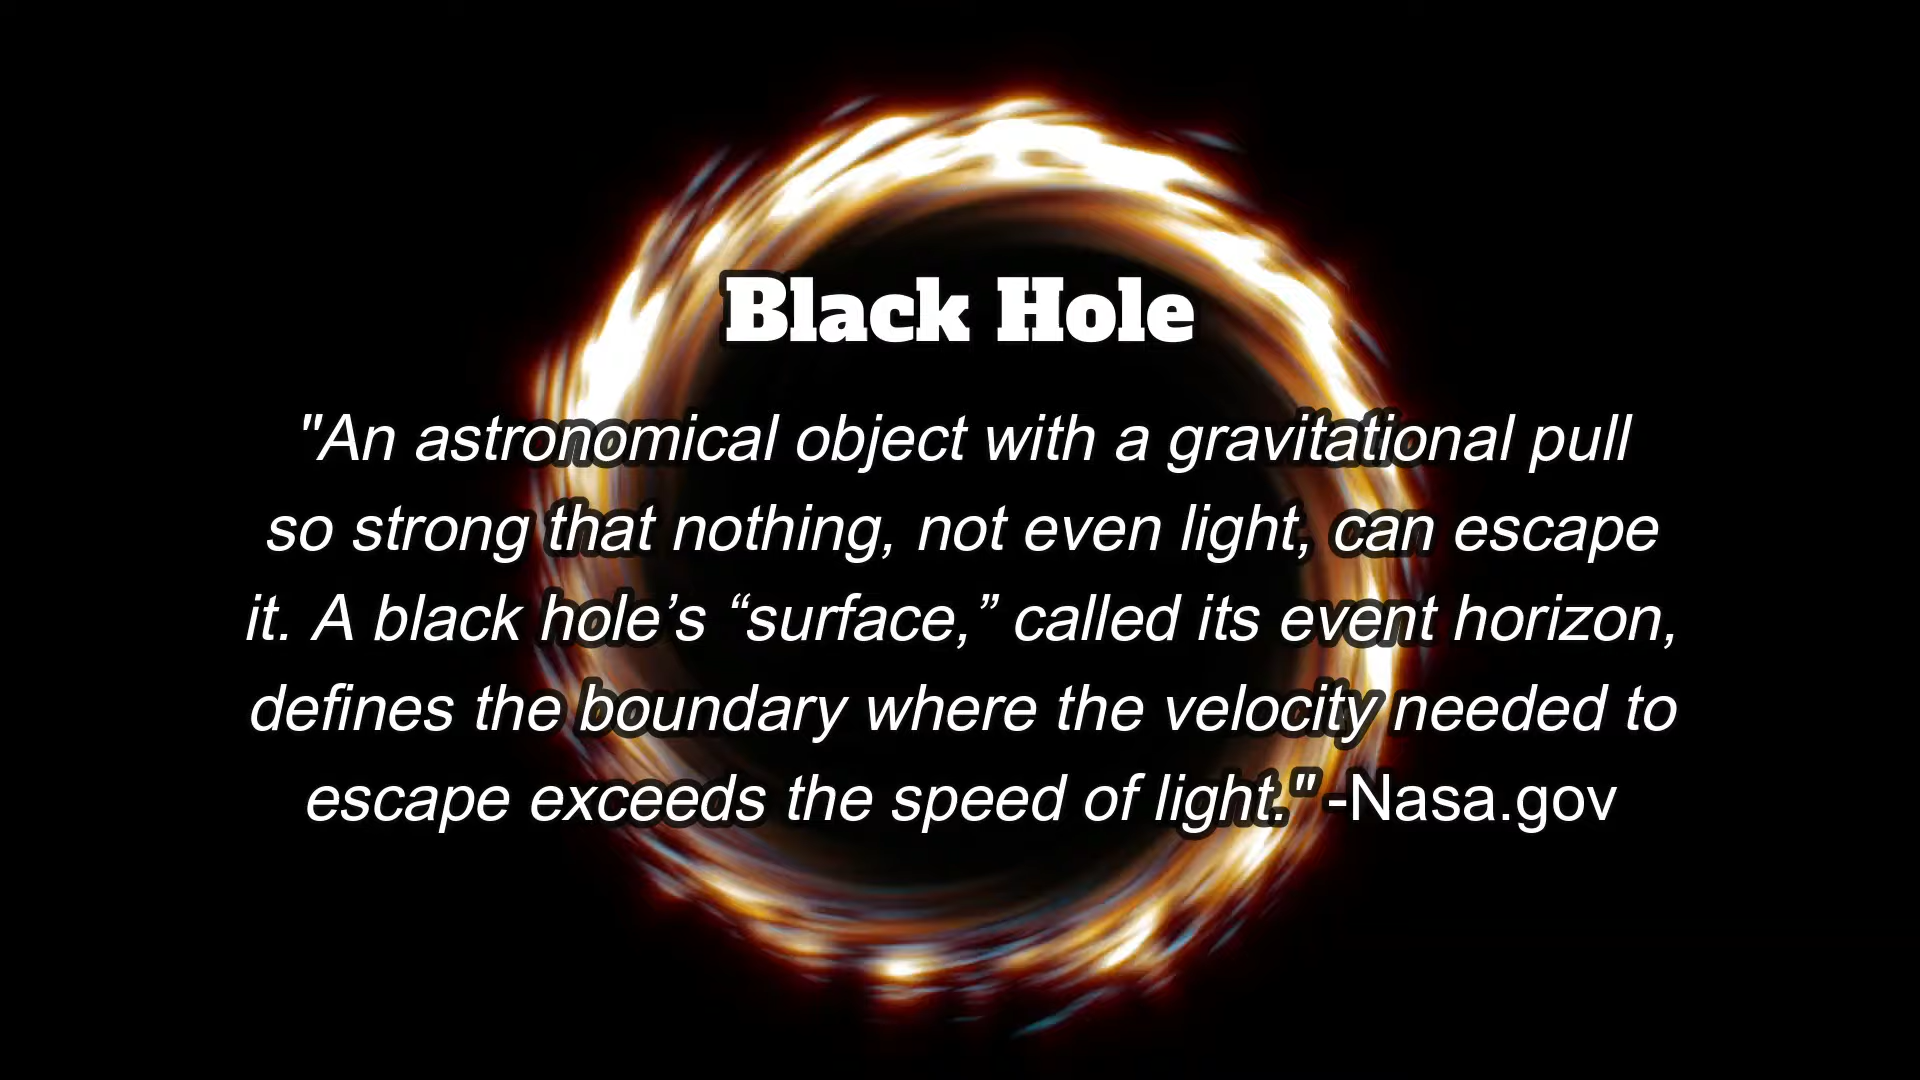 Black Hole
"An astronomical object with a gravitational pull
so strong that nothing, not even light, can escape
it. A black hole’s “surface,” called its event horizon,
defines the boundary where the velocity needed to
escape exceeds the speed of light." -Nasa.gov